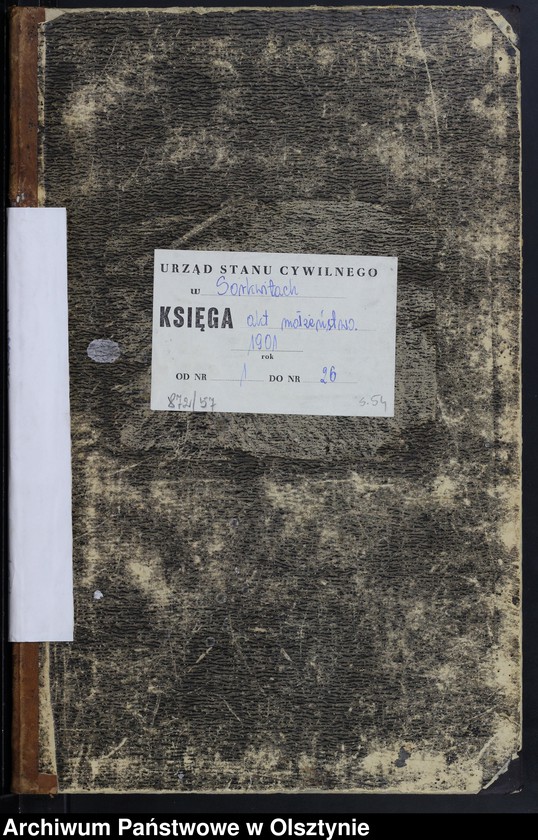 URZĄD STANU CYWILNEGO
w Sorkwitach
KSIĘGA akt małżeństwo.
1901
rok
OD NR 1 DO NR 26
872/57 s.54
Archiwum Państwowe w Olsztynie